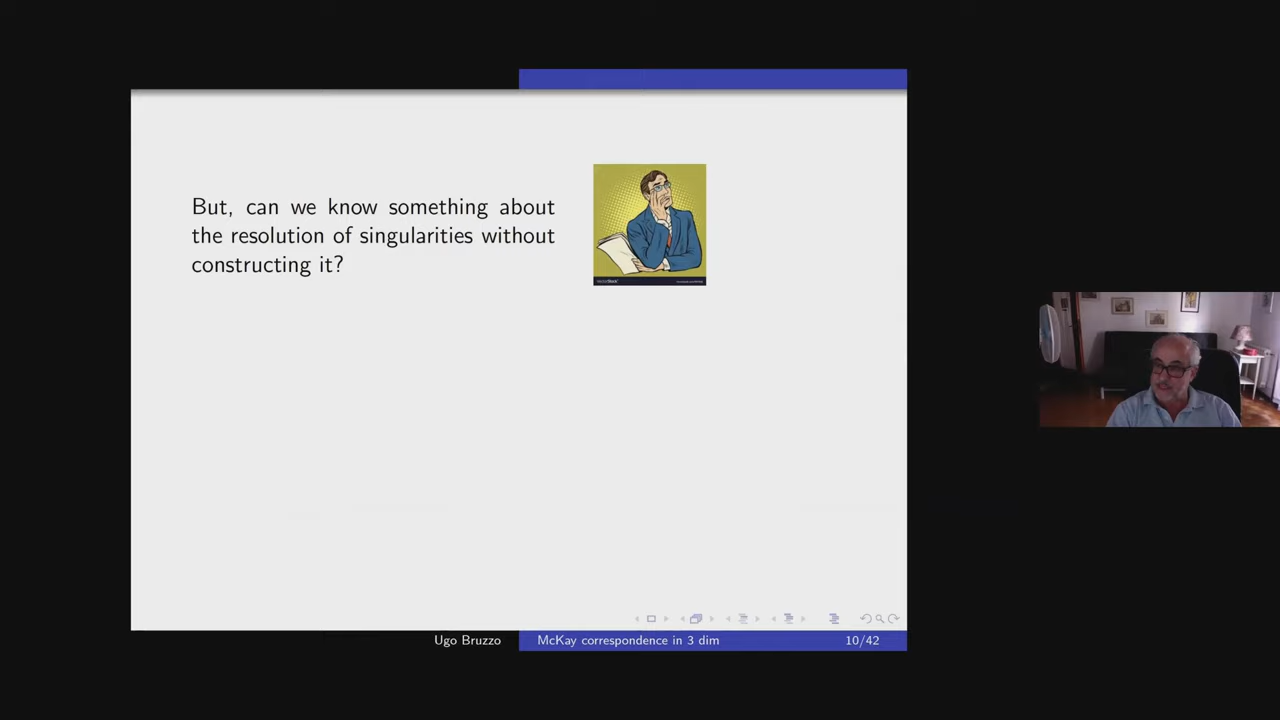 But, can we know something about
the resolution of singularities without
constructing it?
Ugo Bruzzo
McKay correspondence in 3 dim
10/42